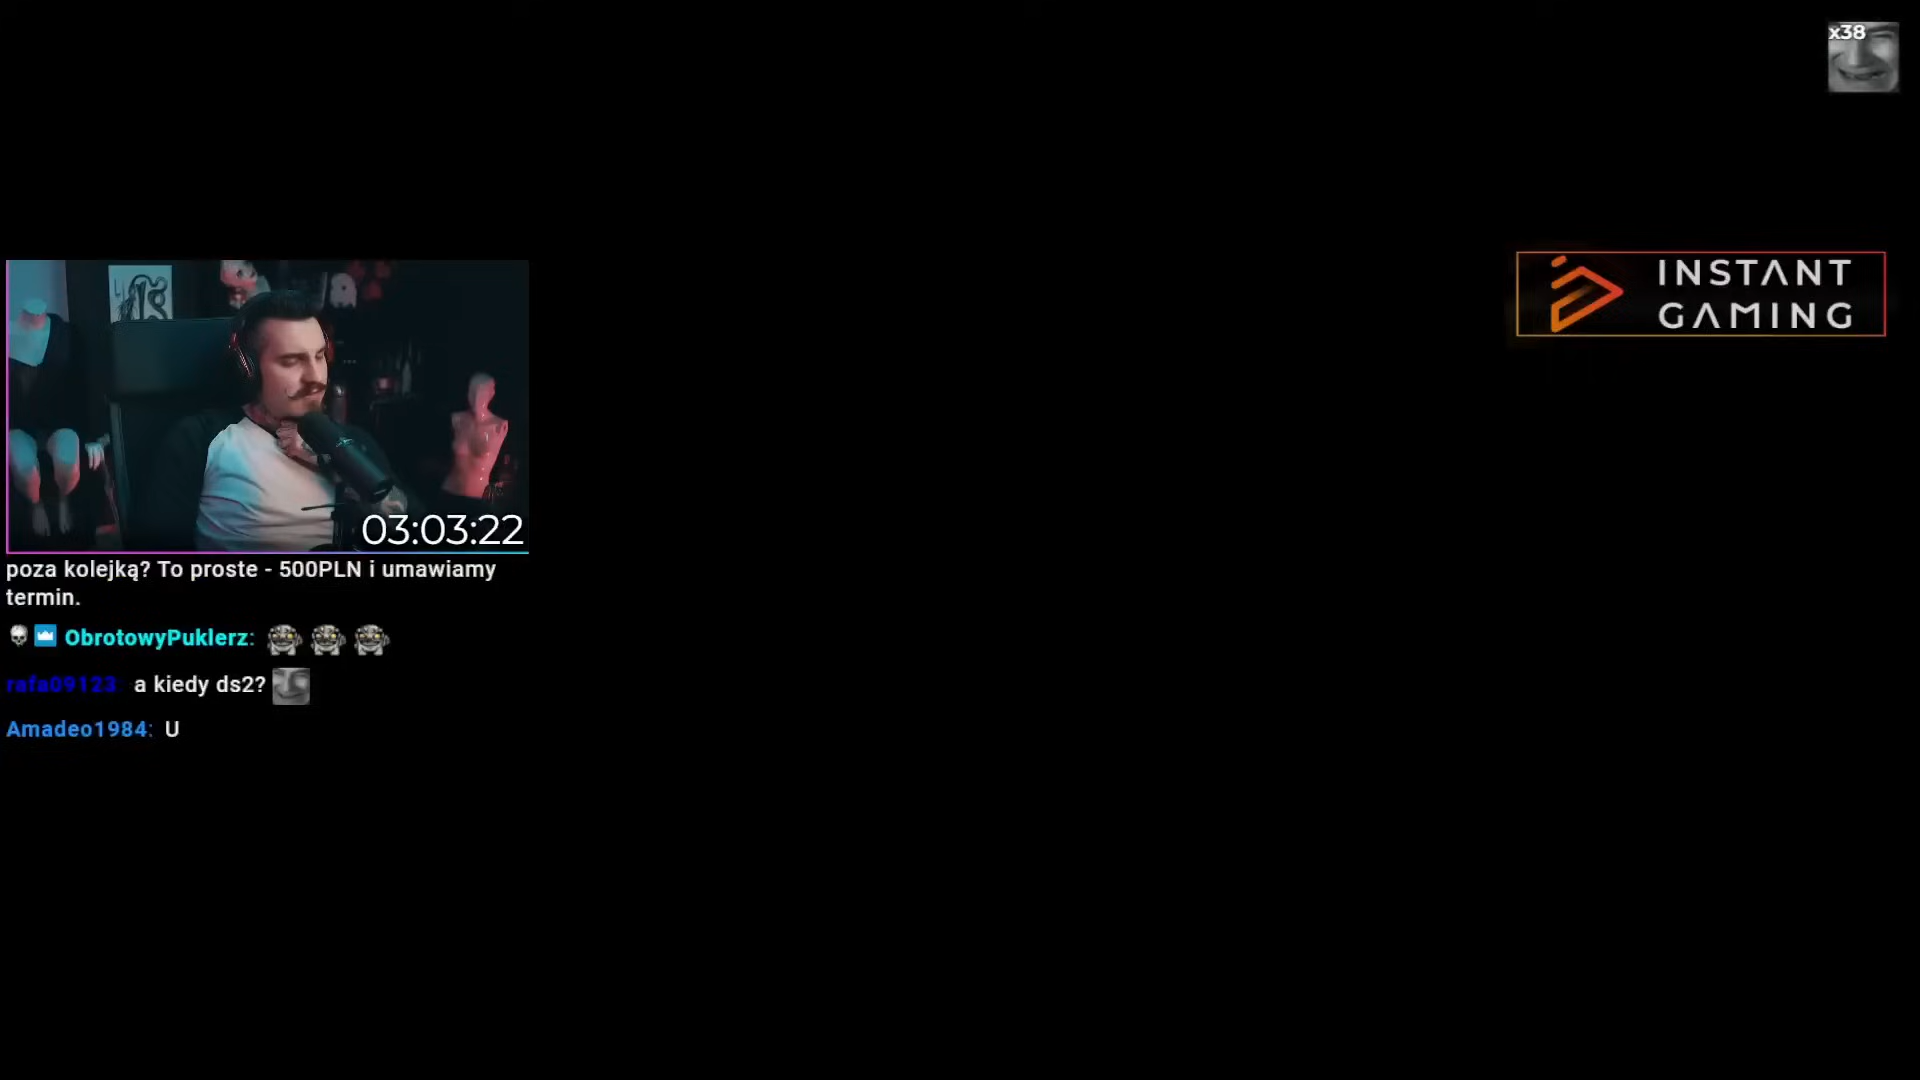 x38
INSTANT
GAMING
03:03:22
poza kolejką? To proste - 500PLN i umawiamy
termin.
ObrotowyPuklerz:
rafa09123: a kiedy ds2?
Amadeo1984: U